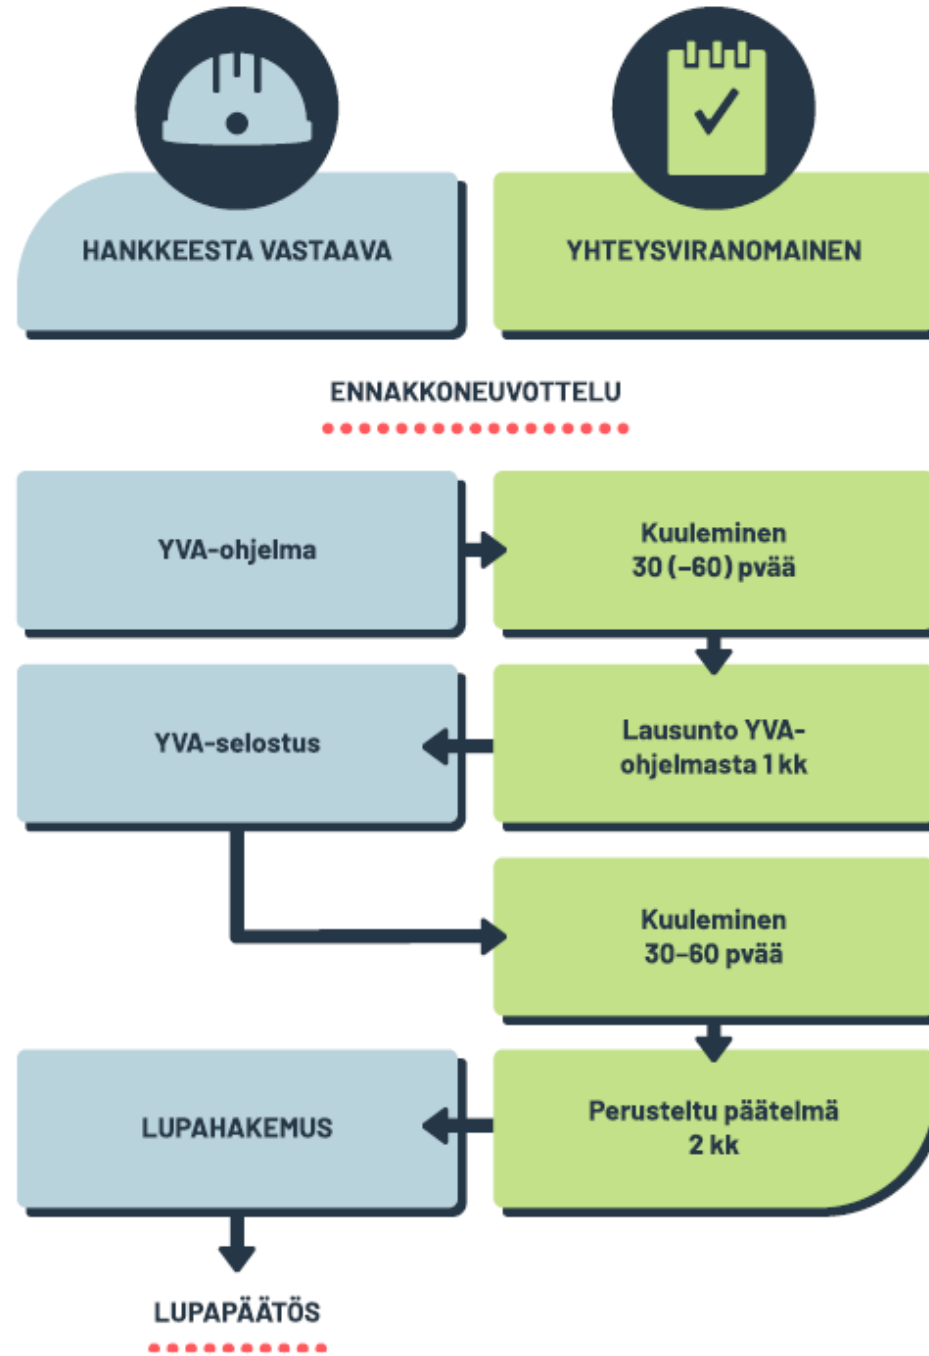 HANKKEESTA VASTAAVA
YHTEYSVIRANOMAINEN
ENNAKKONEUVOTTELU
YVA-ohjelma
Kuuleminen
30 (–60) pvää
YVA-selostus
Lausunto YVA-
ohjelmasta 1 kk
Kuuleminen
30–60 pvää
LUPAHAKEMUS
Perusteltu päätelmä
2 kk
LUPAPÄÄTÖS